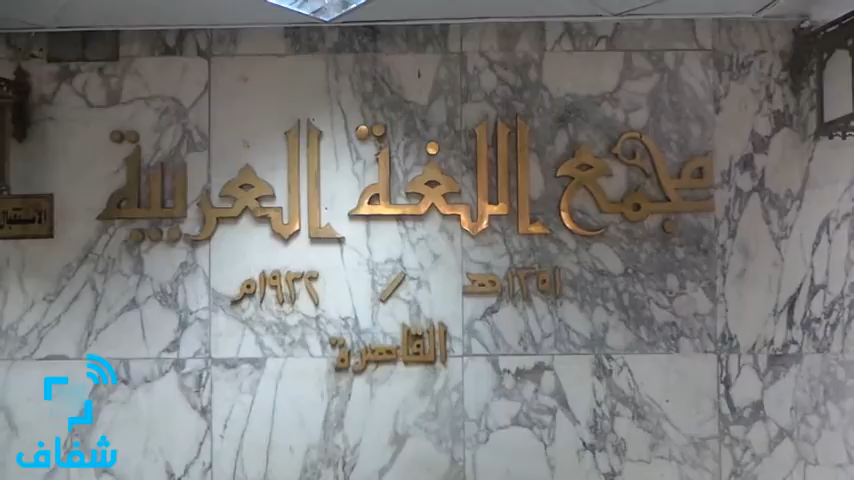 مجمع اللغة العربية
١٣٥١هـ / ١٩٣٢م
القاهرة
شفاف